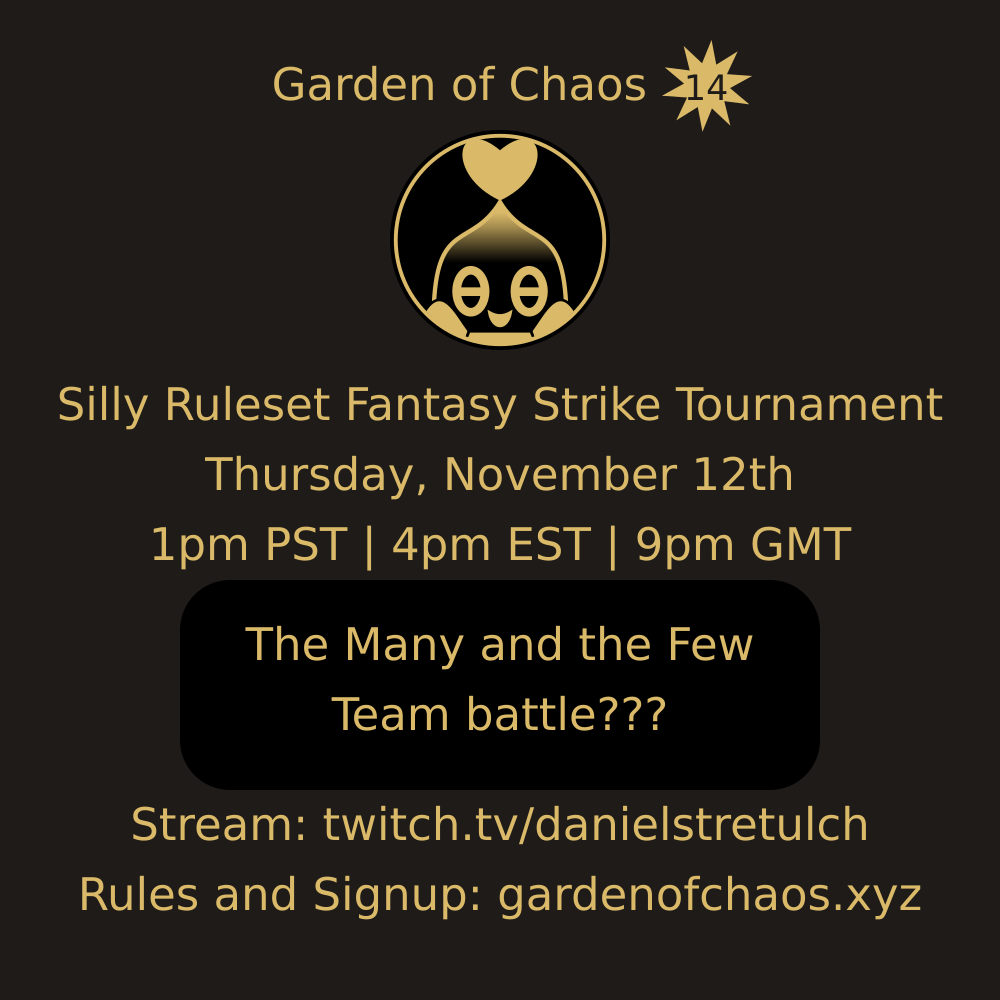 Garden of Chaos 14
Silly Ruleset Fantasy Strike Tournament
Thursday, November 12th
1pm PST | 4pm EST | 9pm GMT
The Many and the Few
Team battle???
Stream: twitch.tv/danielstretulch
Rules and Signup: gardenofchaos.xyz